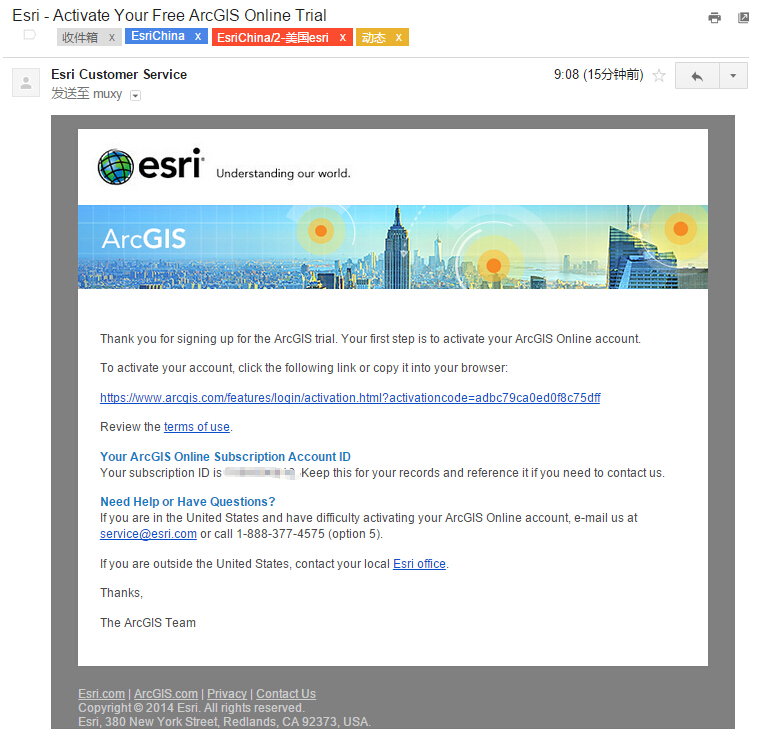 Esri - Activate Your Free ArcGIS Online Trial
收件箱 x EsriChina x EsriChina/2-美国esri x 动态 x
Esri Customer Service 9:08 (15分钟前)
发送至 muxy
esri Understanding our world.
ArcGIS
Thank you for signing up for the ArcGIS trial. Your first step is to activate your ArcGIS Online account.
To activate your account, click the following link or copy it into your browser:
https://www.arcgis.com/features/login/activation.html?activationcode=adbc79ca0ed0f8c75dff
Review the terms of use.
Your ArcGIS Online Subscription Account ID
Your subscription ID is Keep this for your records and reference it if you need to contact us.
Need Help or Have Questions?
If you are in the United States and have difficulty activating your ArcGIS Online account, e-mail us at
service@esri.com or call 1-888-377-4575 (option 5).
If you are outside the United States, contact your local Esri office.
Thanks,
The ArcGIS Team
Esri.com | ArcGIS.com | Privacy | Contact Us
Copyright © 2014 Esri. All rights reserved.
Esri, 380 New York Street, Redlands, CA 92373, USA.